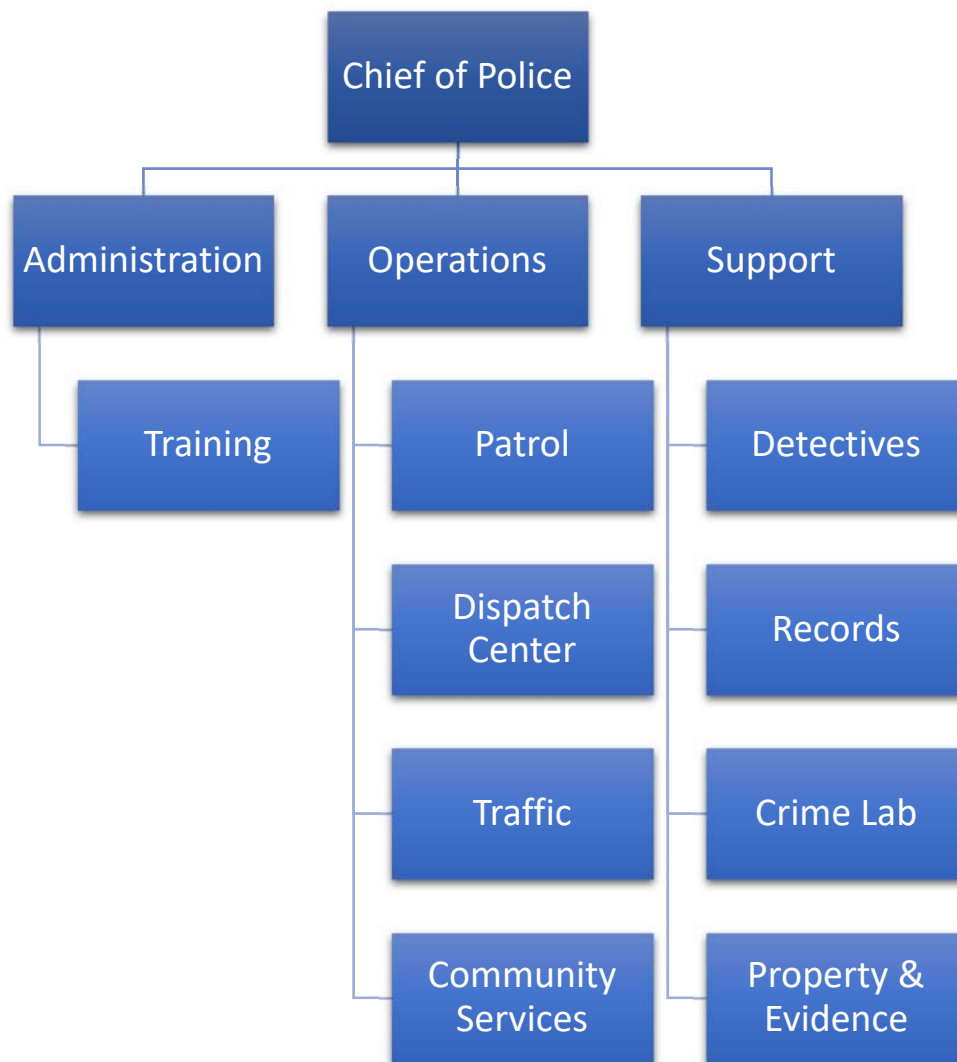 Chief of Police
Administration
Operations
Support
Training
Patrol
Detectives
Dispatch
Center
Records
Traffic
Crime Lab
Community
Services
Property &
Evidence